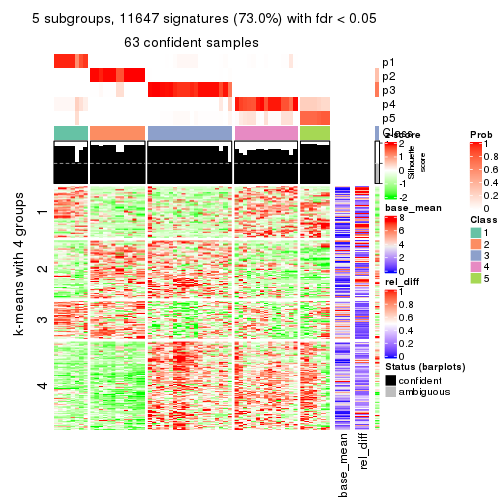 5 subgroups, 11647 signatures (73.0%) with fdr < 0.05
63 confident samples
p1
p2
p3
p4
p5
Class
Silhouette
score
k-means with 4 groups
1
2
3
4
base_mean
rel_diff
z-score
2
1
0
-1
-2
base_mean
8
6
4
2
0
rel_diff
1
0.8
0.6
0.4
0.2
0
Status (barplots)
confident
ambiguous
Prob
1
0.8
0.6
0.4
0.2
0
Class
1
2
3
4
5